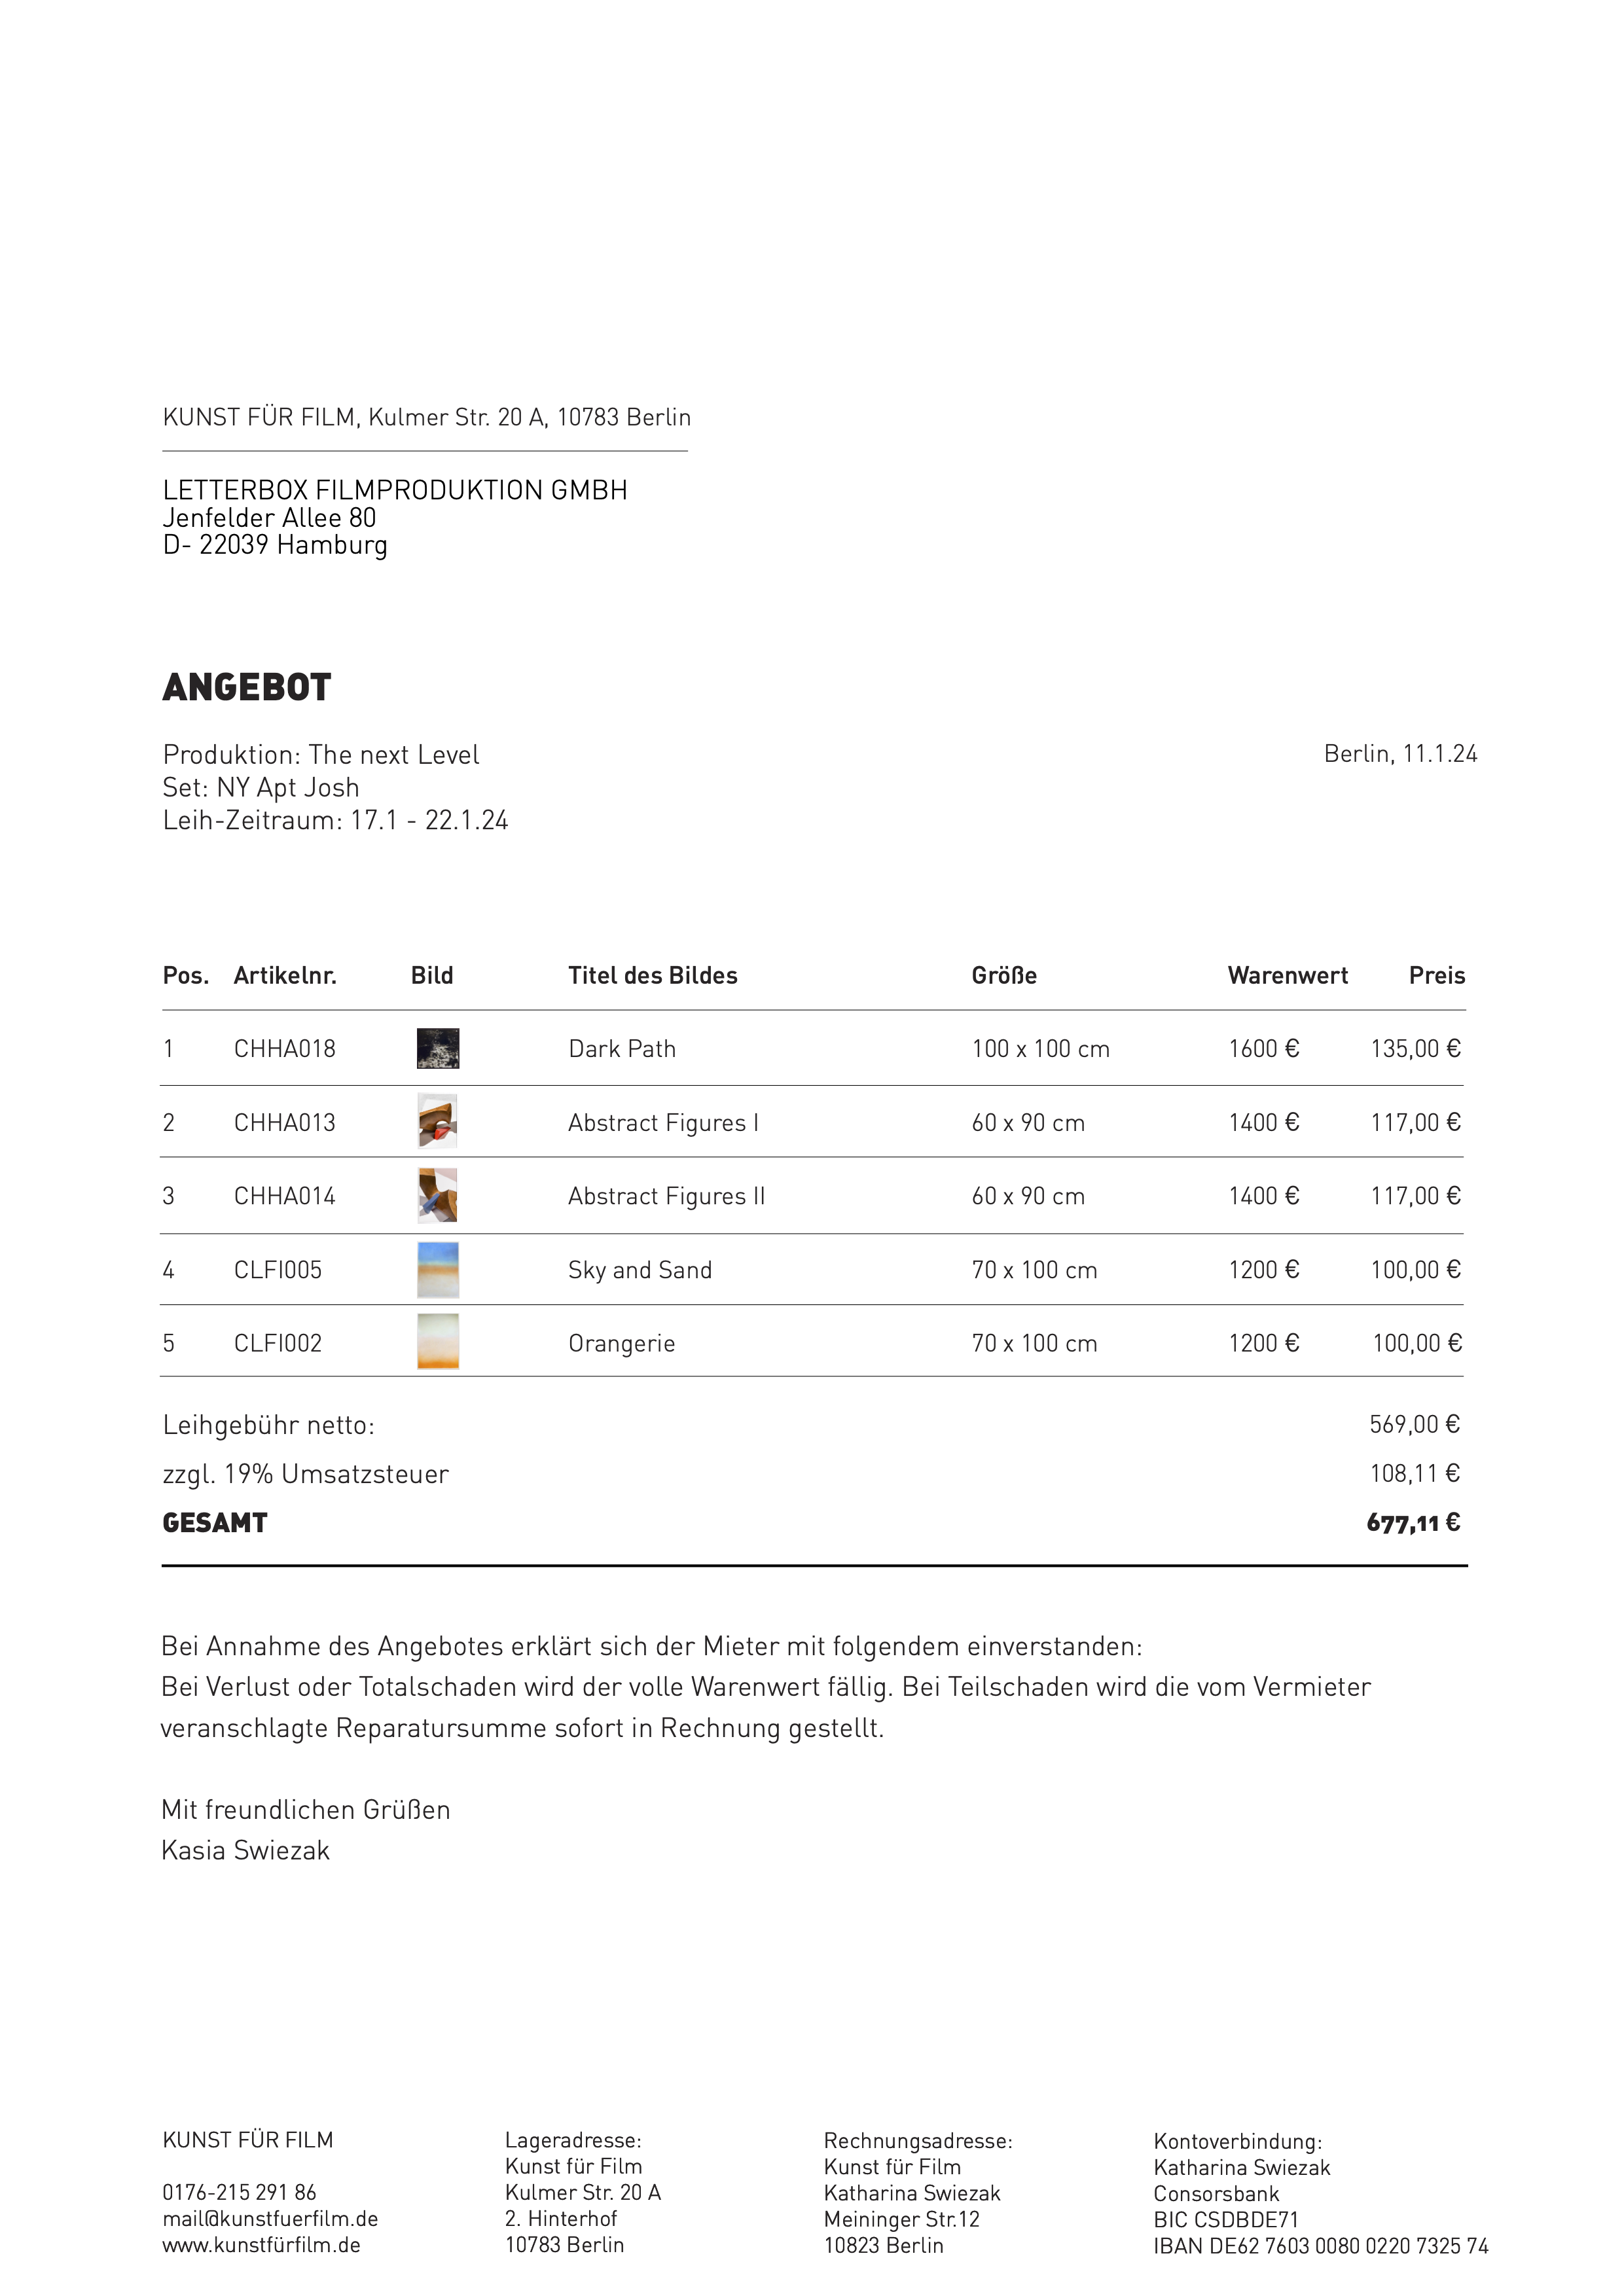 KUNST FÜR FILM, Kulmer Str. 20 A, 10783 Berlin
LETTERBOX FILMPRODUKTION GMBH
Jenfelder Allee 80
D- 22039 Hamburg
ANGEBOT
Produktion: The next Level
Berlin, 11.1.24
Set: NY Apt Josh
Leih-Zeitraum: 17.1 - 22.1.24
Pos. Artikelnr. Bild Titel des Bildes Größe Warenwert Preis
1 CHHA018 Dark Path 100 x 100 cm 1600 € 135,00 €
2 CHHA013 Abstract Figures I 60 x 90 cm 1400 € 117,00 €
3 CHHA014 Abstract Figures II 60 x 90 cm 1400 € 117,00 €
4 CLFI005 Sky and Sand 70 x 100 cm 1200 € 100,00 €
5 CLFI002 Orangerie 70 x 100 cm 1200 € 100,00 €
Leihgebühr netto: 569,00 €
zzgl. 19% Umsatzsteuer 108,11 €
GESAMT 677,11 €
Bei Annahme des Angebotes erklärt sich der Mieter mit folgendem einverstanden:
Bei Verlust oder Totalschaden wird der volle Warenwert fällig. Bei Teilschaden wird die vom Vermieter
veranschlagte Reparatursumme sofort in Rechnung gestellt.
Mit freundlichen Grüßen
Kasia Swiezak
KUNST FÜR FILM
0176-215 291 86
mail@kunstfuerfilm.de
www.kunstfürfilm.de
Lageradresse:
Kunst für Film
Kulmer Str. 20 A
2. Hinterhof
10783 Berlin
Rechnungsadresse:
Kunst für Film
Katharina Swiezak
Meininger Str.12
10823 Berlin
Kontoverbindung:
Katharina Swiezak
Consorsbank
BIC CSDBDE71
IBAN DE62 7603 0080 0220 7325 74